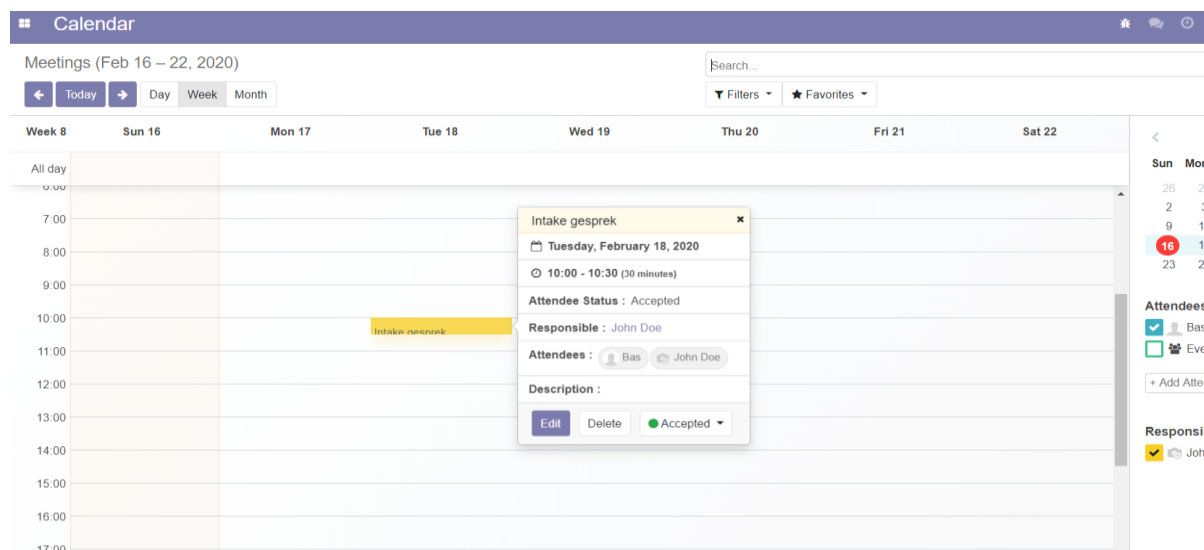 Calendar
Meetings (Feb 16 – 22, 2020)
Search...
Today Day Week Month
Filters Favorites
Week 8 Sun 16 Mon 17 Tue 18 Wed 19 Thu 20 Fri 21 Sat 22
All day
Sun
26
2
9
16
23
7:00
8:00
9:00
10:00
11:00
12:00
13:00
14:00
15:00
16:00
17:00
Intake gesprek
Intake gesprek
Tuesday, February 18, 2020
10:00 - 10:30 (30 minutes)
Attendee Status : Accepted
Responsible : John Doe
Attendees : Bas John Doe
Description :
Edit Delete Accepted
Attendees
Bas
+ Add